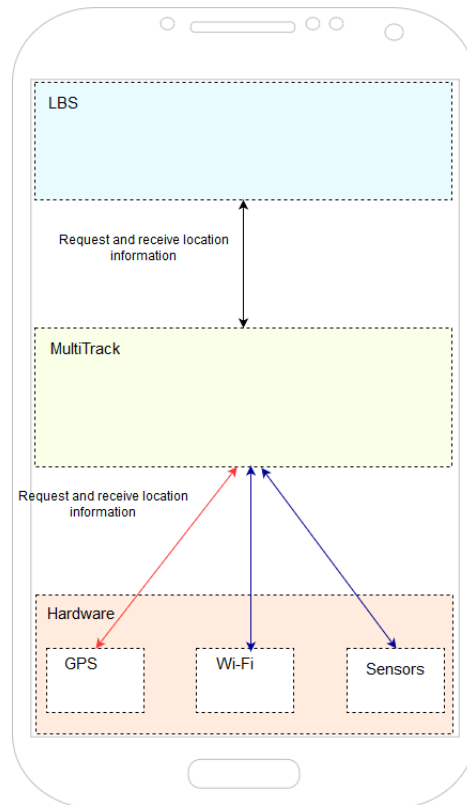 LBS
Request and receive location
information
MultiTrack
Request and receive location
information
Hardware
GPS
Wi-Fi
Sensors